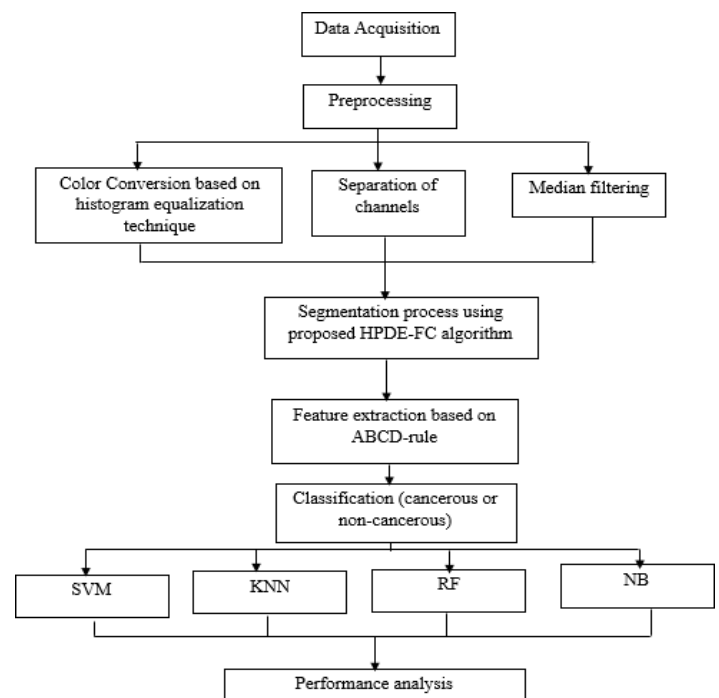 Data Acquisition
Preprocessing
Color Conversion based on
histogram equalization
technique
Separation of
channels
Median filtering
Segmentation process using
proposed HPDE-FC algorithm
Feature extraction based on
ABCD-rule
Classification (cancerous or
non-cancerous)
SVM
KNN
RF
NB
Performance analysis